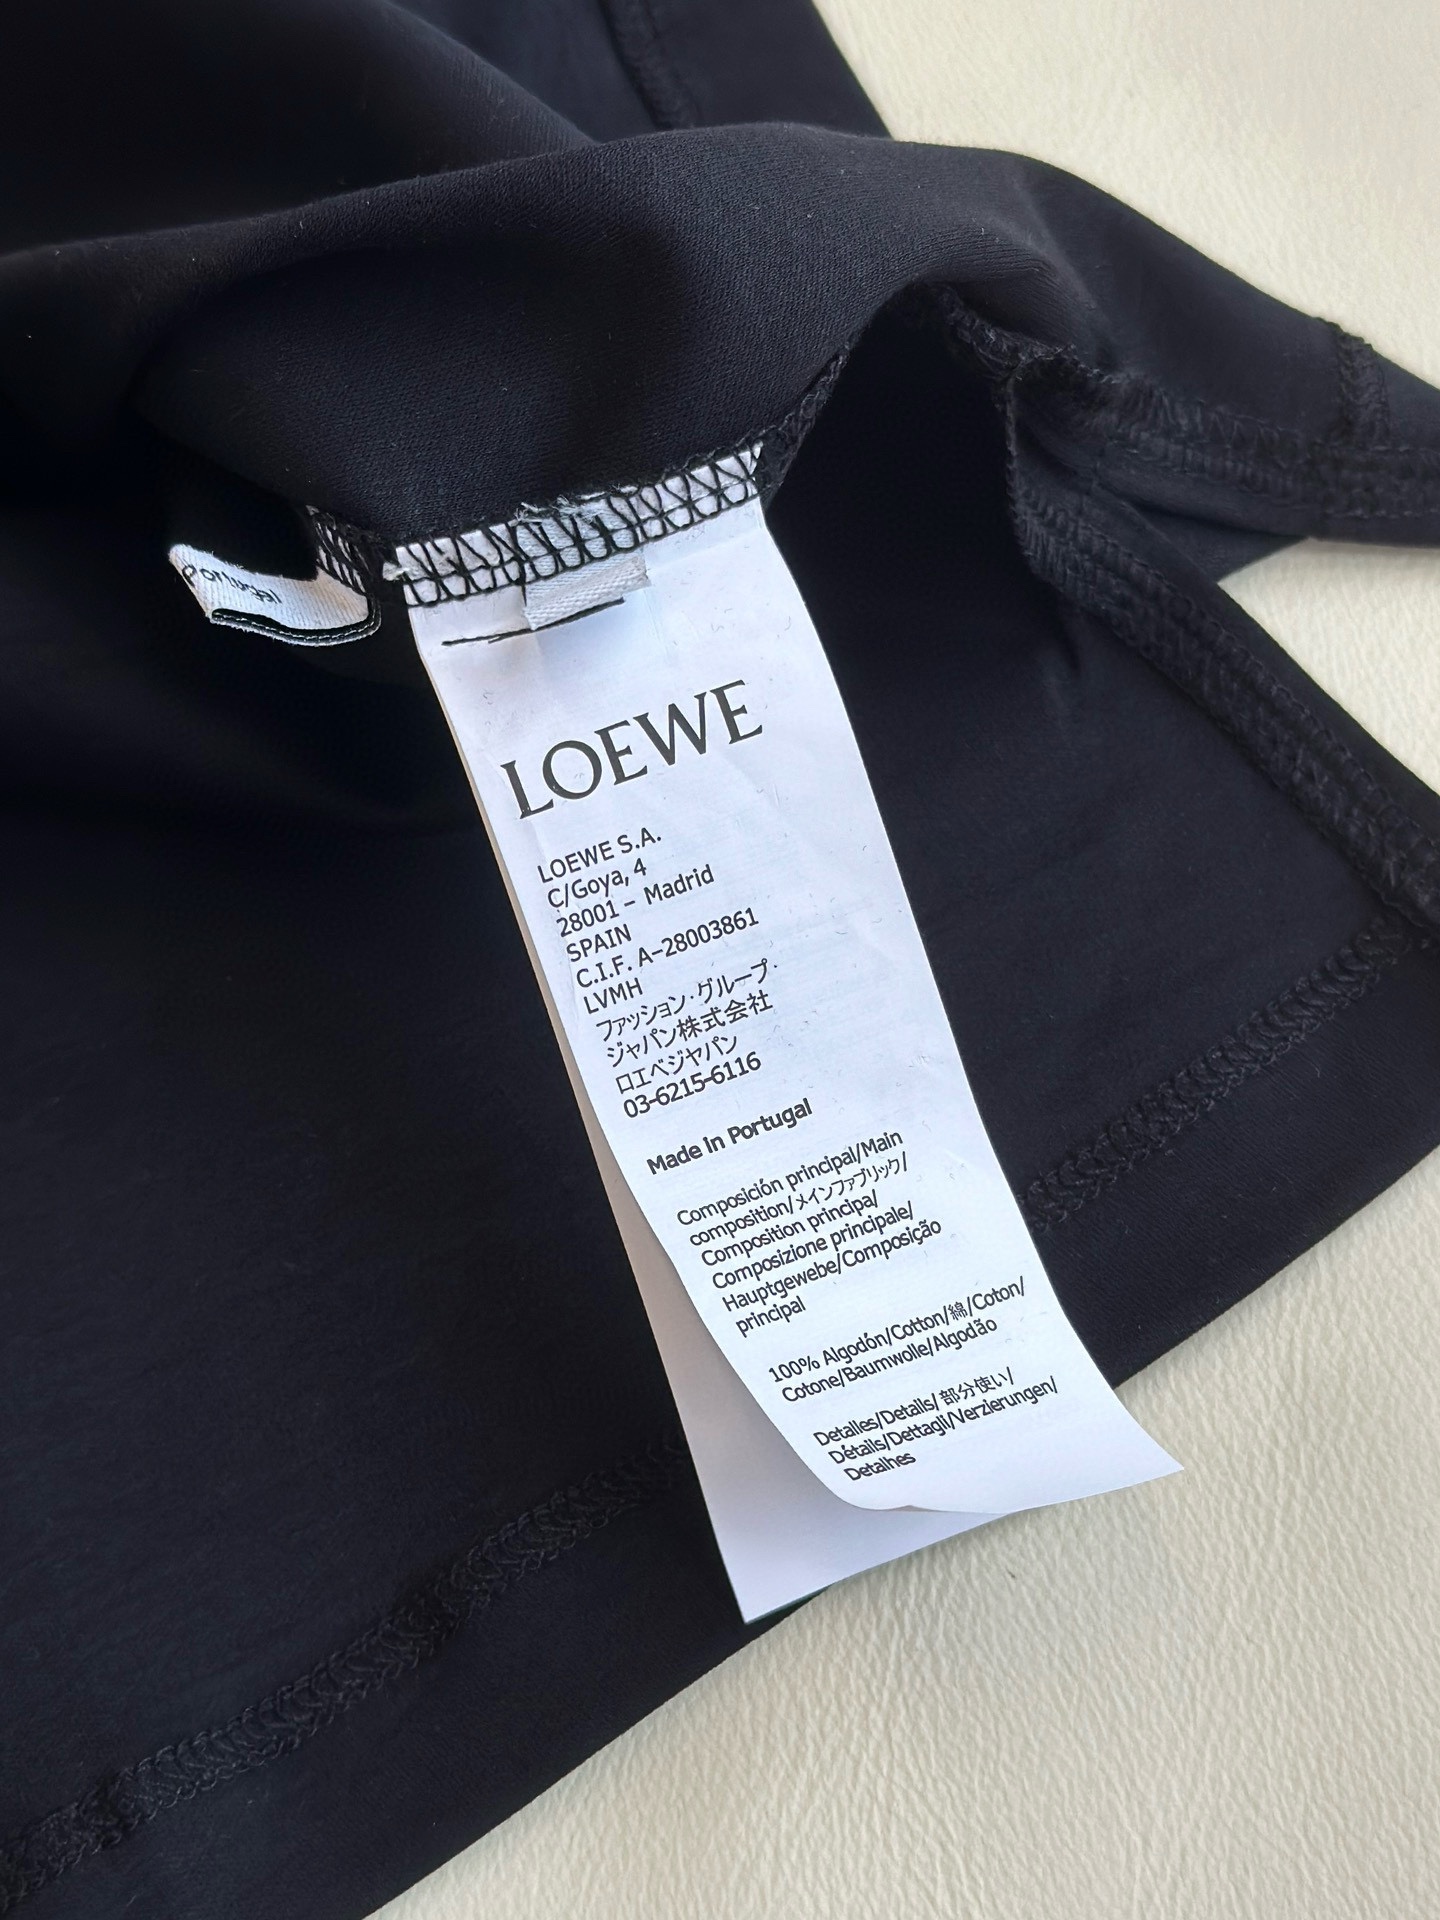 Portugal
LOEWE
LOEWE S.A.
C/Goya, 4
28001 – Madrid
SPAIN
C.I.F. A-28003861
LVMH
ファッション・グループ・
ジャパン株式会社
ロエベジャパン
03-6215-6116
Made in Portugal
Composición principal/Main
composition/メインファブリック/
Composition principa/
Composizione principale/
Hauptgewebe/Composição
principal
100% Algodón/Cotton/綿/Coton/
Cotone/Baumwolle/Algodão
Detalles/Details/部分使い/
Détails/Dettagli/Verzierungen/
Detalhes